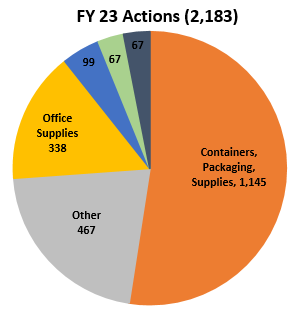 FY 23 Actions (2,183)
67
67
99
Office
Supplies
338
Containers,
Packaging,
Supplies, 1,145
Other
467